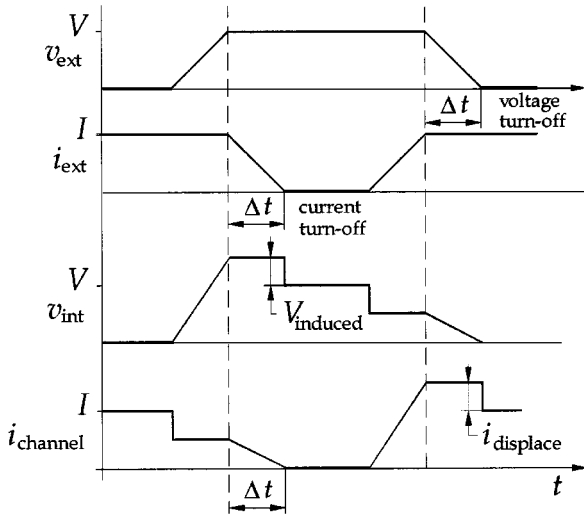 V
v_ext
Δt
voltage
turn-off
I
i_ext
Δt
current
turn-off
V
v_int
V_induced
I
i_channel
i_displace
Δt
t